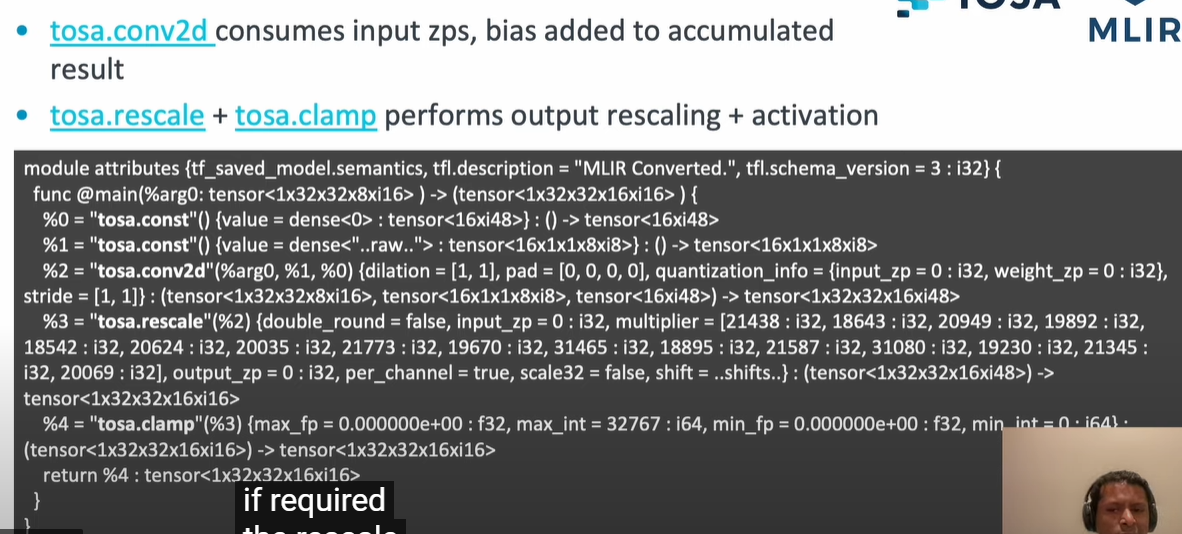 TOSA
MLIR
• tosa.conv2d consumes input zps, bias added to accumulated
result
• tosa.rescale + tosa.clamp performs output rescaling + activation
module attributes {tf_saved_model.semantics, tfl.description = "MLIR Converted.", tfl.schema_version = 3 : i32} {
func @main(%arg0: tensor<1x32x32x8xi16> ) -> (tensor<1x32x32x16xi16> ) {
%0 = "tosa.const"() {value = dense<0> : tensor<16xi48>} : () -> tensor<16xi48>
%1 = "tosa.const"() {value = dense<"..raw.."> : tensor<16x1x1x8xi8>} : () -> tensor<16x1x1x8xi8>
%2 = "tosa.conv2d"(%arg0, %1, %0) {dilation = [1, 1], pad = [0, 0, 0, 0], quantization_info = {input_zp = 0 : i32, weight_zp = 0 : i32},
stride = [1, 1]} : (tensor<1x32x32x8xi16>, tensor<16x1x1x8xi8>, tensor<16xi48>) -> tensor<1x32x32x16xi48>
%3 = "tosa.rescale"(%2) {double_round = false, input_zp = 0 : i32, multiplier = [21438 : i32, 18643 : i32, 20949 : i32, 19892 : i32,
18542 : i32, 20624 : i32, 20035 : i32, 21773 : i32, 19670 : i32, 31465 : i32, 18895 : i32, 21587 : i32, 31080 : i32, 19230 : i32, 21345 :
i32, 20069 : i32], output_zp = 0 : i32, per_channel = true, scale32 = false, shift = ..shifts..} : (tensor<1x32x32x16xi48>) ->
tensor<1x32x32x16xi16>
%4 = "tosa.clamp"(%3) {max_fp = 0.000000e+00 : f32, max_int = 32767 : i64, min_fp = 0.000000e+00 : f32, min_int = 0 : i64} :
(tensor<1x32x32x16xi16>) -> tensor<1x32x32x16xi16>
return %4 : tensor<1x32x32x16xi16>
}
}
if required
the rescale